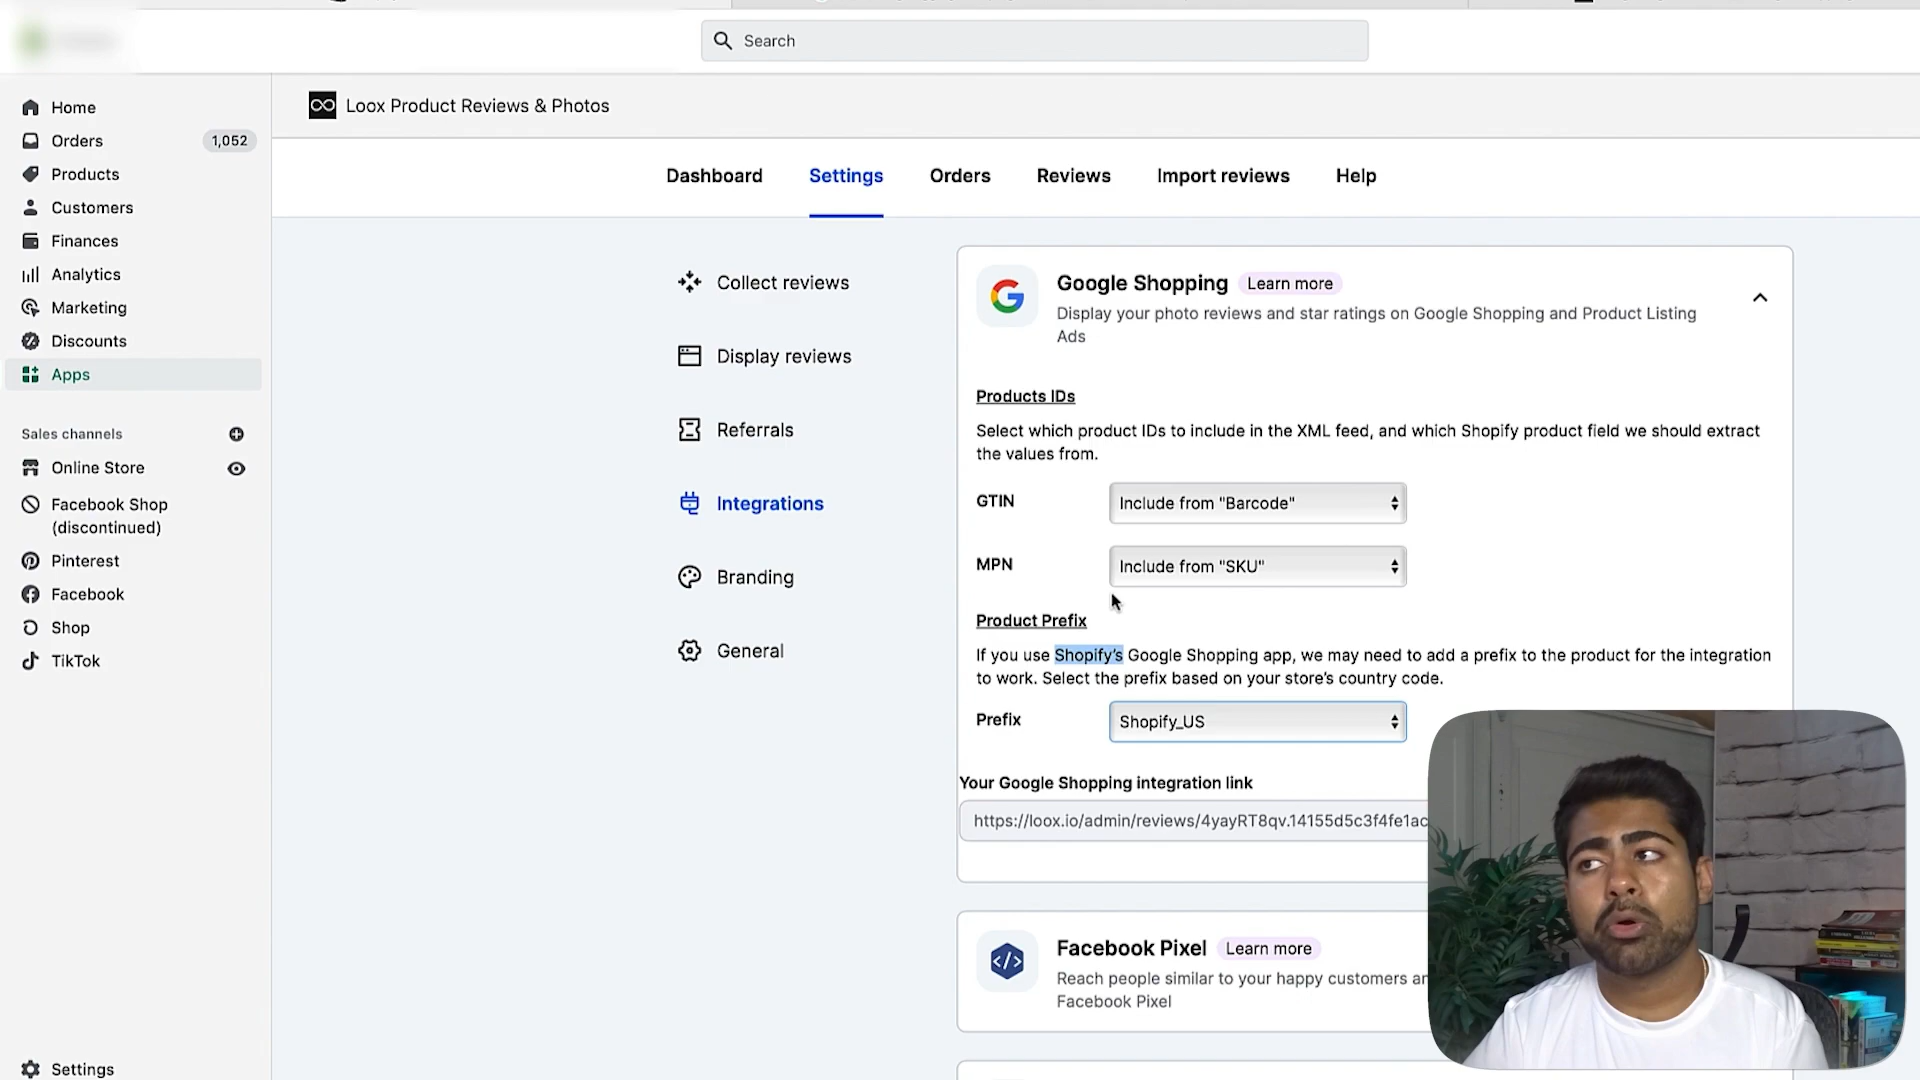 Search
Home
Orders
1,052
Products
Customers
Finances
Analytics
Marketing
Discounts
Apps
Sales channels
Online Store
Facebook Shop
(discontinued)
Pinterest
Facebook
Shop
TikTok
Settings
Loox Product Reviews & Photos
Dashboard
Settings
Orders
Reviews
Import reviews
Help
Collect reviews
Display reviews
Referrals
Integrations
Branding
General
Google Shopping
Learn more
Display your photo reviews and star ratings on Google Shopping and Product Listing
Ads
Products IDs
Select which product IDs to include in the XML feed, and which Shopify product field we should extract
the values from.
GTIN
Include from "Barcode"
MPN
Include from "SKU"
Product Prefix
If you use Shopify's Google Shopping app, we may need to add a prefix to the product for the integration
to work. Select the prefix based on your store's country code.
Prefix
Shopify_US
Your Google Shopping integration link
https://loox.io/admin/reviews/4yayRT8qv.14155d5c3f4fe1ac
Facebook Pixel
Learn more
Reach people similar to your happy customers
Facebook Pixel